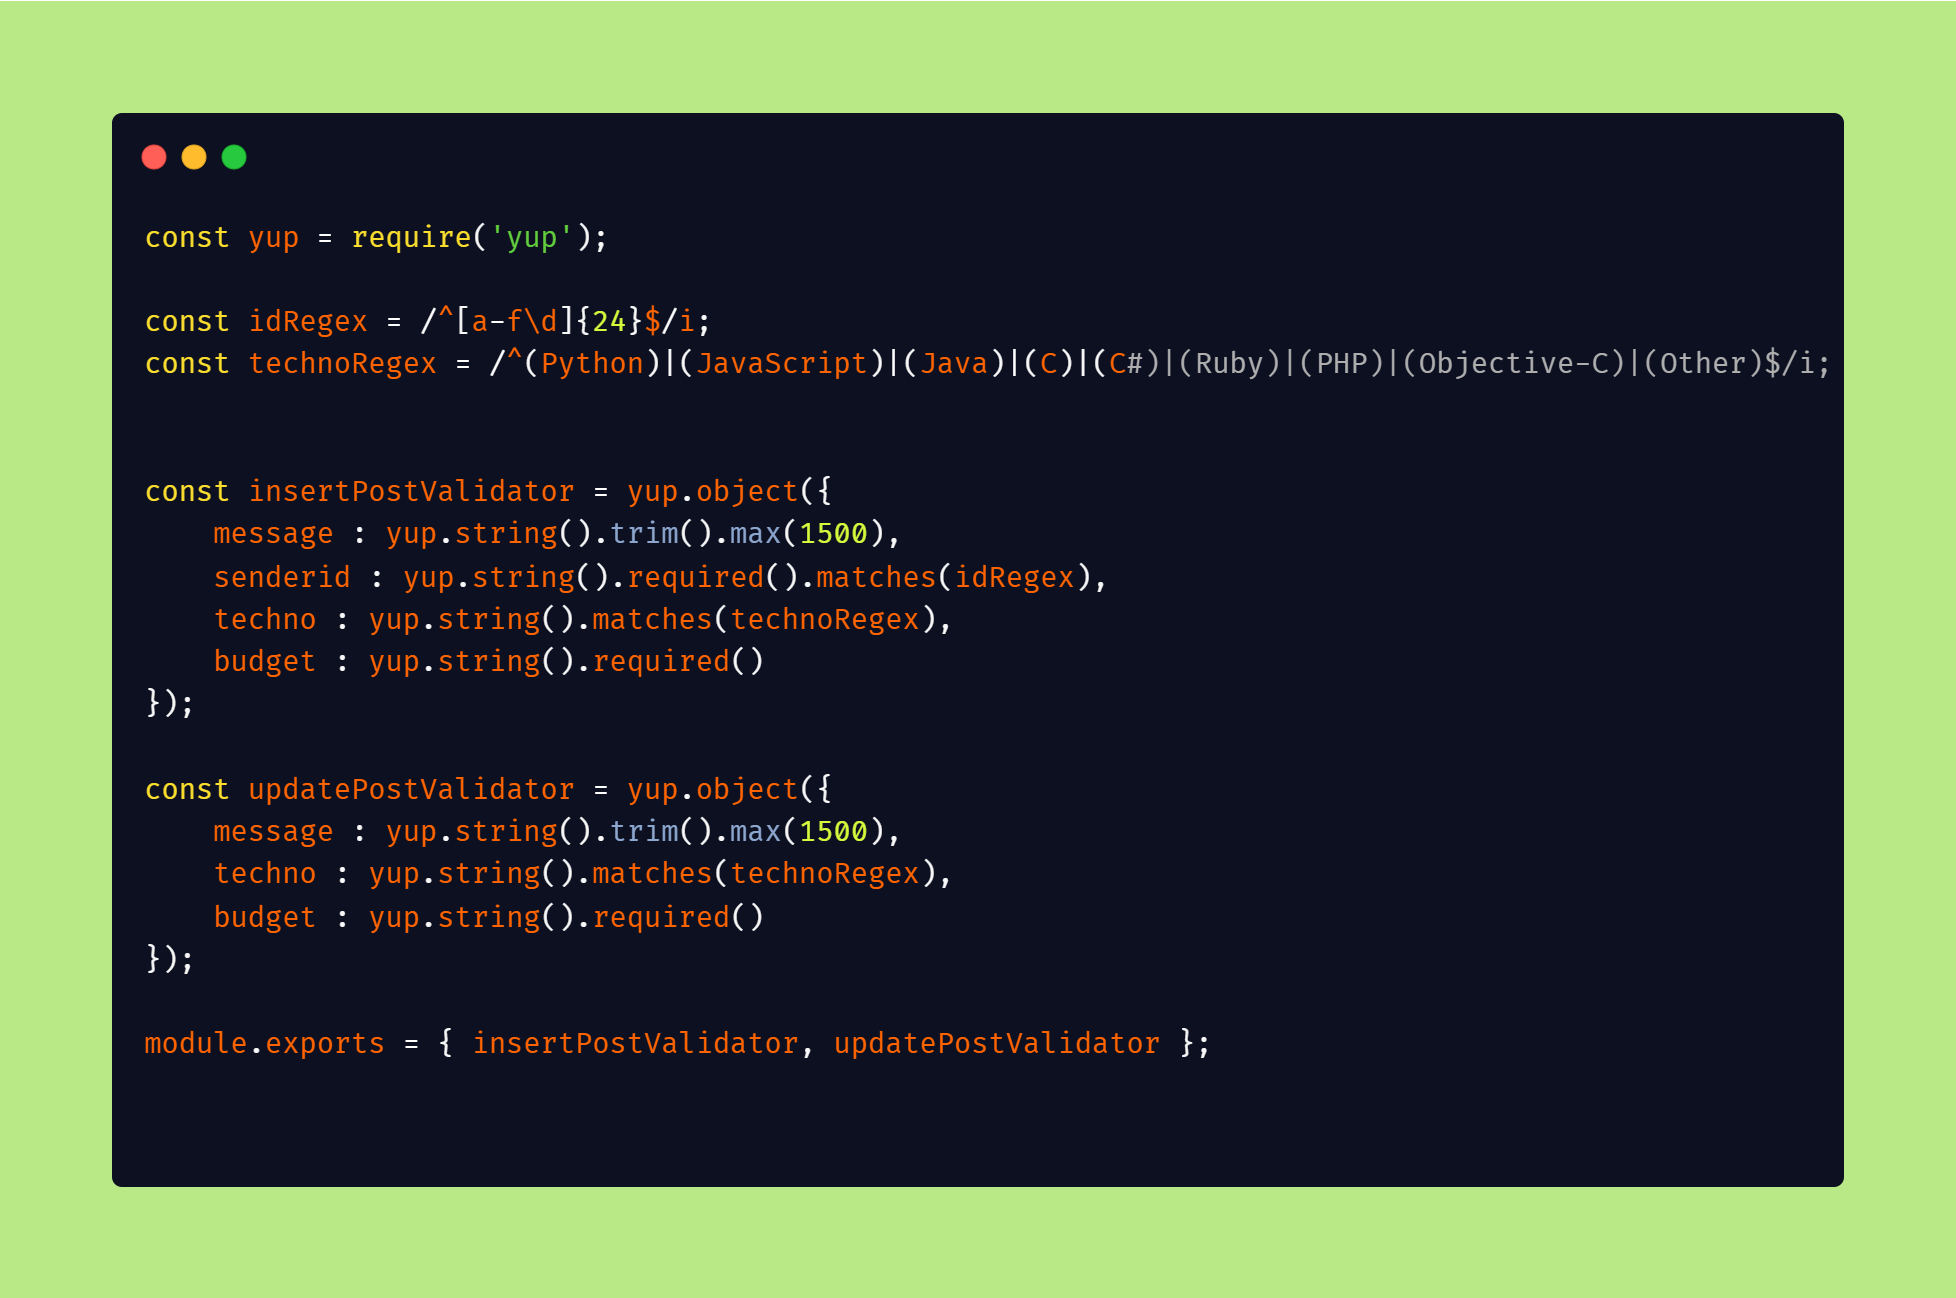 const yup = require('yup');
const idRegex = /^[a-f\d]{24}$/i;
const technoRegex = /^(Python)|(JavaScript)|(Java)|(C)|(C#)|(Ruby)|(PHP)|(Objective-C)|(Other)$/i;
const insertPostValidator = yup.object({
    message : yup.string().trim().max(1500),
    senderid : yup.string().required().matches(idRegex),
    techno : yup.string().matches(technoRegex),
    budget : yup.string().required()
});
const updatePostValidator = yup.object({
    message : yup.string().trim().max(1500),
    techno : yup.string().matches(technoRegex),
    budget : yup.string().required()
});
module.exports = { insertPostValidator, updatePostValidator };